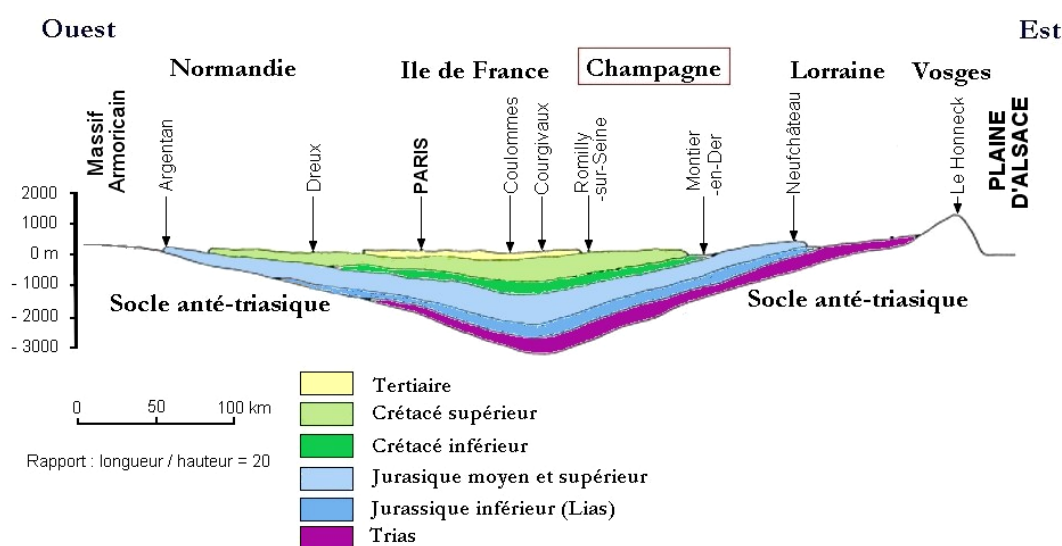 Ouest
Est
Normandie
Ile de France
Champagne
Lorraine
Vosges
Massif
Armoricain
Argentan
Dreux
PARIS
Coulommes
Courgivaux
Romilly
-sur-Seine
Montier
-en-Der
Neufchâteau
Le Honneck
PLAINE
D'ALSACE
2000
1000
0 m
- 1000
- 2000
- 3000
Socle anté-triasique
Socle anté-triasique
0 50 100 km
Rapport : longueur / hauteur = 20
Tertiaire
Crétacé supérieur
Crétacé inférieur
Jurasique moyen et supérieur
Jurassique inférieur (Lias)
Trias